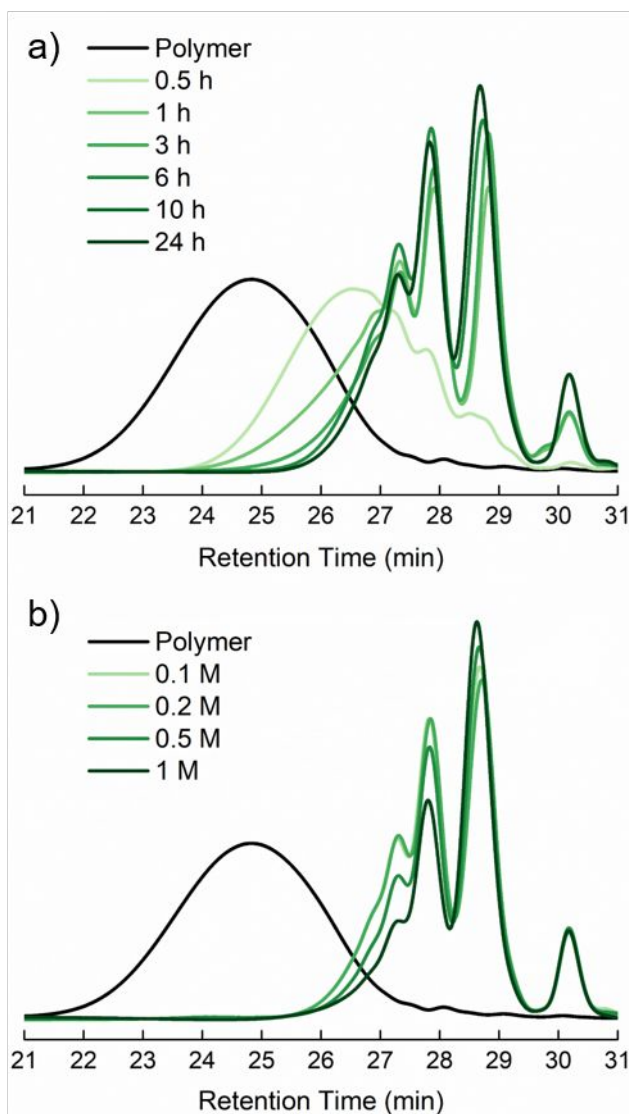 a)
Polymer
0.5 h
1 h
3 h
6 h
10 h
24 h
21 22 23 24 25 26 27 28 29 30 31
Retention Time (min)
b)
Polymer
0.1 M
0.2 M
0.5 M
1 M
21 22 23 24 25 26 27 28 29 30 31
Retention Time (min)